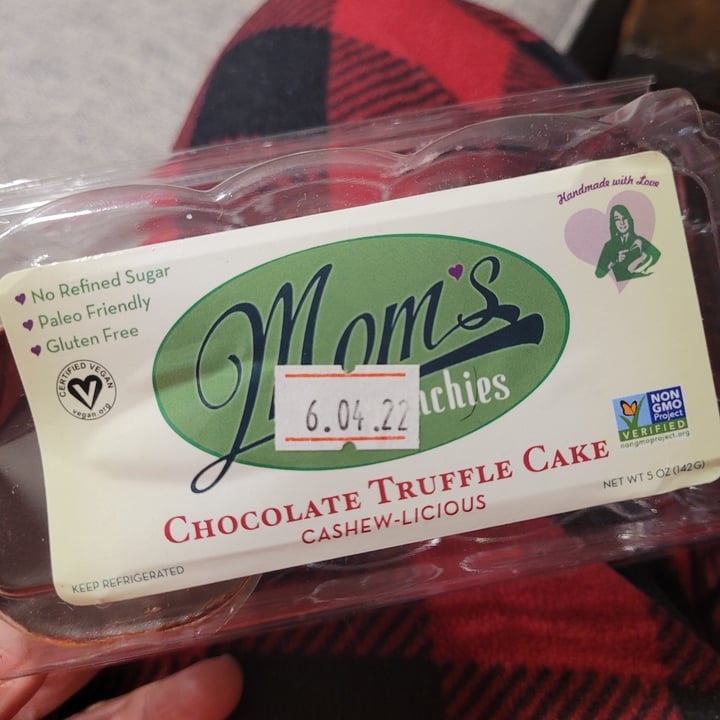 Handmade with Love
No Refined Sugar
Paleo Friendly
Gluten Free
CERTIFIED VEGAN
vegan.org
Mom's
nchies
6.04.22
NON
GMO
Project
VERIFIED
nongmoproject.org
CHOCOLATE TRUFFLE CAKE
CASHEW-LICIOUS
NET WT 5 OZ (142G)
KEEP REFRIGERATED